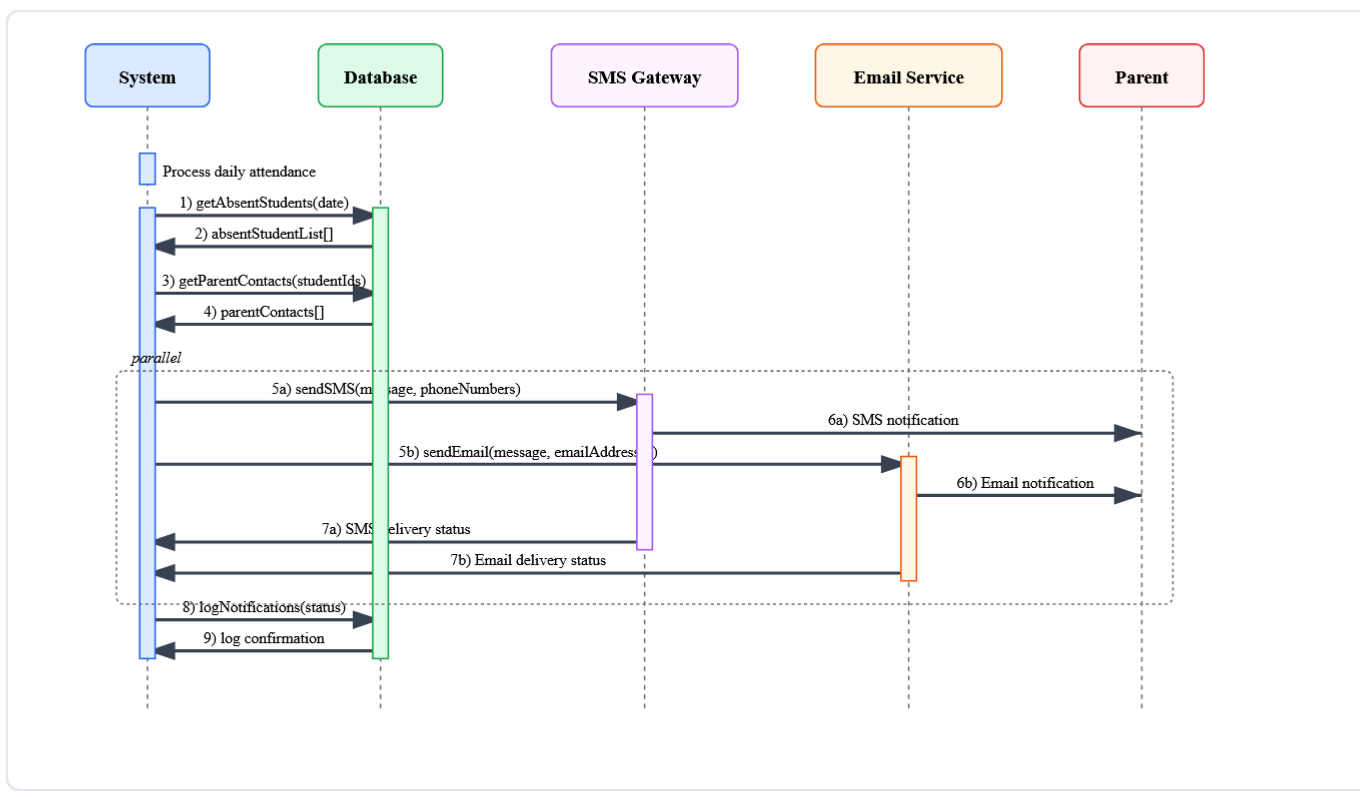 System
Database
SMS Gateway
Email Service
Parent
Process daily attendance
1) getAbsentStudents(date)
2) absentStudentList[]
3) getParentContacts(studentIds)
4) parentContacts[]
parallel
5a) sendSMS(message, phoneNumbers)
6a) SMS notification
5b) sendEmail(message, emailAddresses)
6b) Email notification
7a) SMS delivery status
7b) Email delivery status
8) logNotifications(status)
9) log confirmation